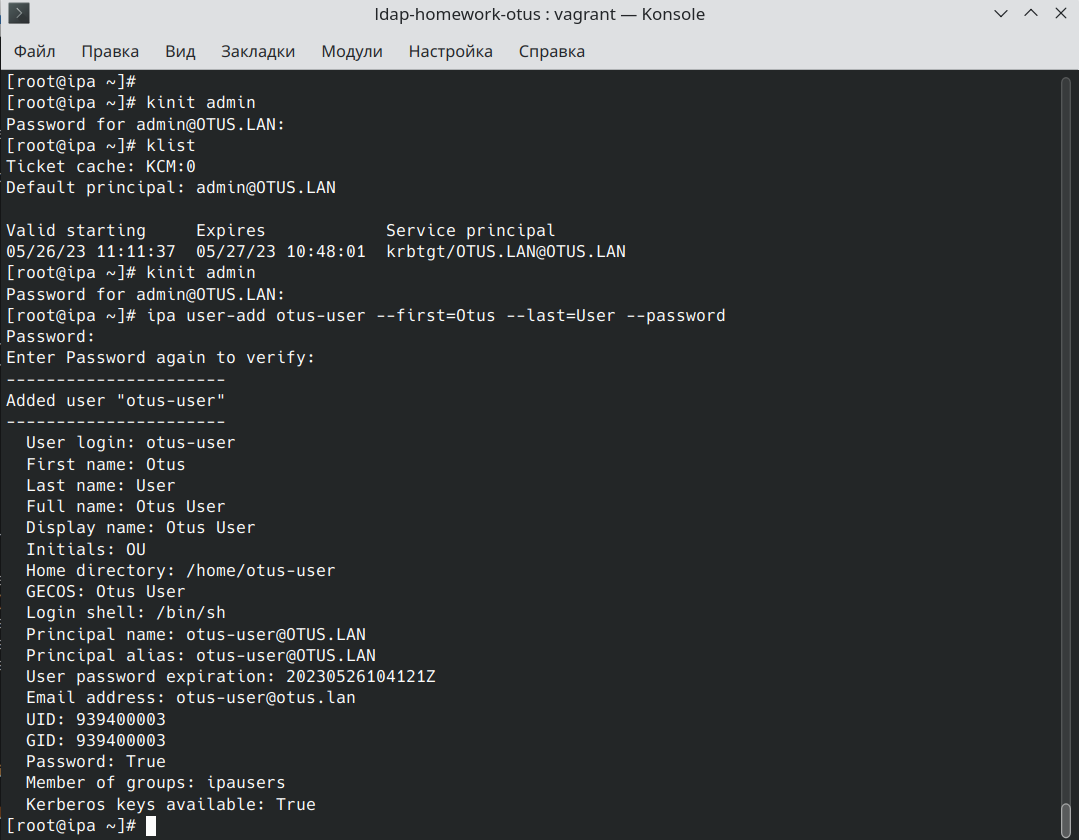 ldap-homework-otus : vagrant — Konsole
Файл Правка Вид Закладки Модули Настройка Справка
[root@ipa ~]#
[root@ipa ~]# kinit admin
Password for admin@OTUS.LAN:
[root@ipa ~]# klist
Ticket cache: KCM:0
Default principal: admin@OTUS.LAN

Valid starting     Expires            Service principal
05/26/23 11:11:37  05/27/23 10:48:01  krbtgt/OTUS.LAN@OTUS.LAN
[root@ipa ~]# kinit admin
Password for admin@OTUS.LAN:
[root@ipa ~]# ipa user-add otus-user --first=Otus --last=User --password
Password:
Enter Password again to verify:
----------------------
Added user "otus-user"
----------------------
  User login: otus-user
  First name: Otus
  Last name: User
  Full name: Otus User
  Display name: Otus User
  Initials: OU
  Home directory: /home/otus-user
  GECOS: Otus User
  Login shell: /bin/sh
  Principal name: otus-user@OTUS.LAN
  Principal alias: otus-user@OTUS.LAN
  User password expiration: 20230526104121Z
  Email address: otus-user@otus.lan
  UID: 939400003
  GID: 939400003
  Password: True
  Member of groups: ipausers
  Kerberos keys available: True
[root@ipa ~]#